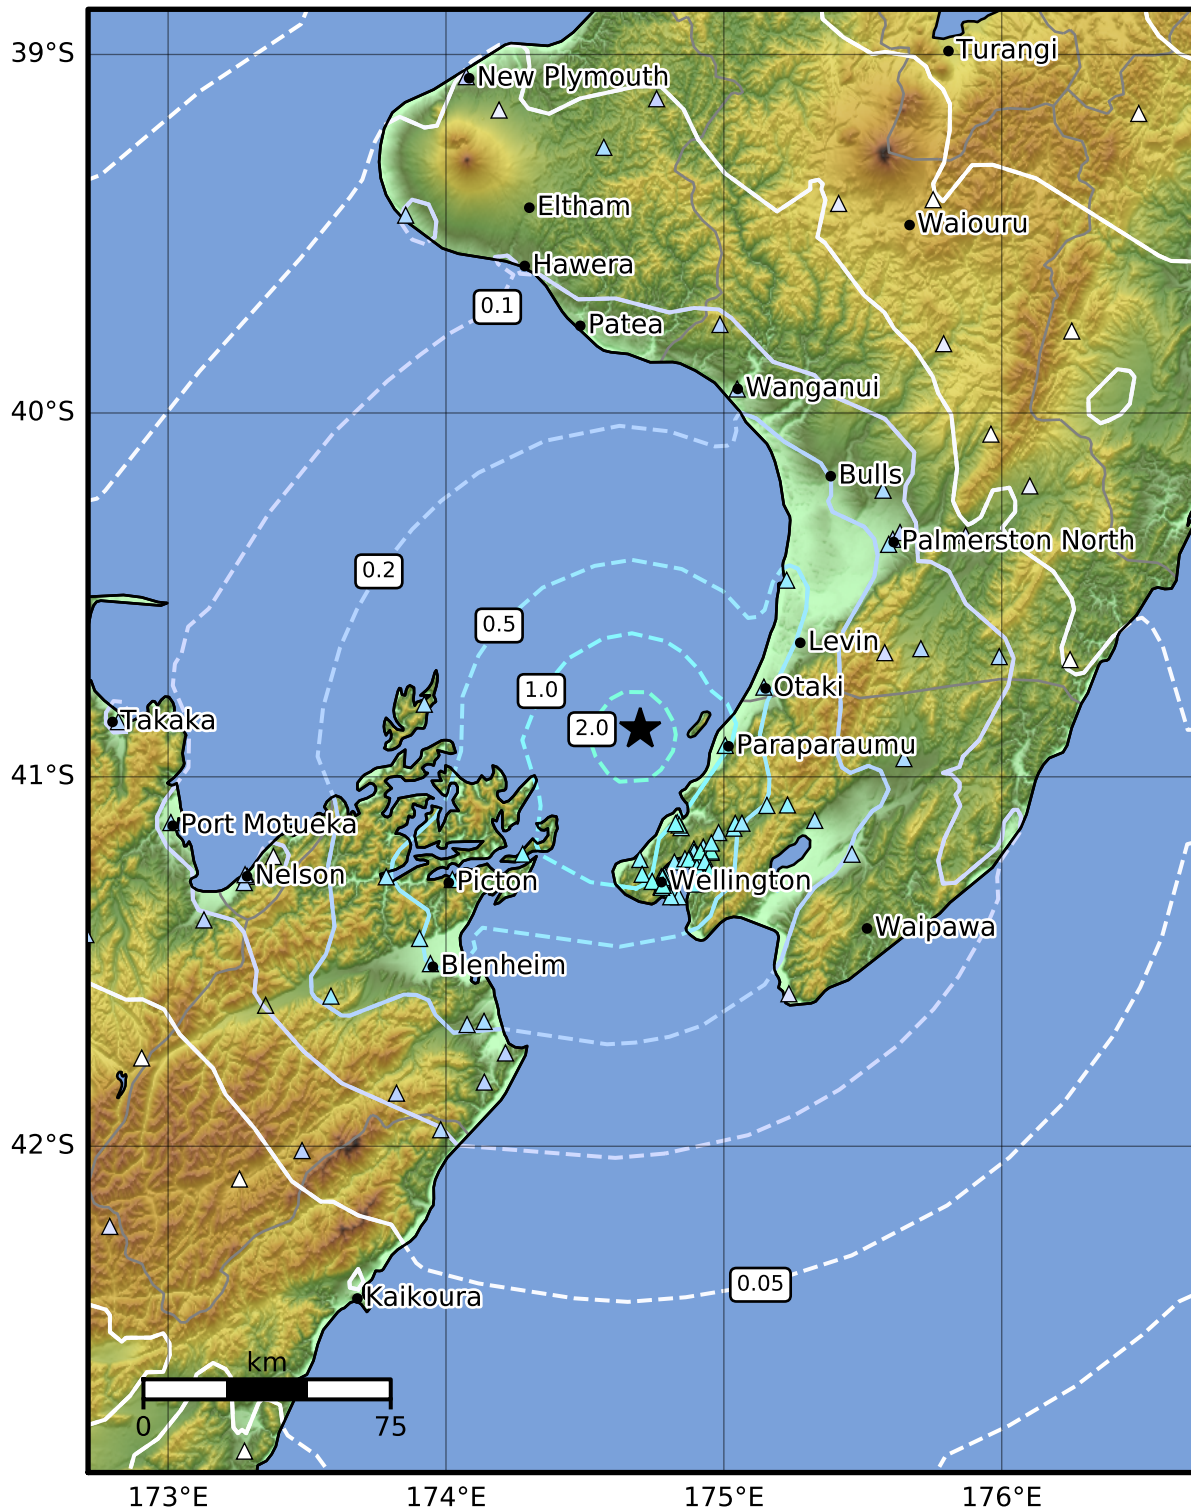 39°S
Turangi
New Plymouth
Eltham
Waiouru
Hawera
0.1
Patea
Wanganui
40°S
Bulls
Palmerston North
0.2
0.5
Levin
1.0
Otaki
Takaka
2.0
Paraparaumu
41°S
Port Motueka
Nelson
Picton
Wellington
Waipawa
Blenheim
42°S
0.05
Kaikoura
km
0
75
173°E
174°E
175°E
176°E